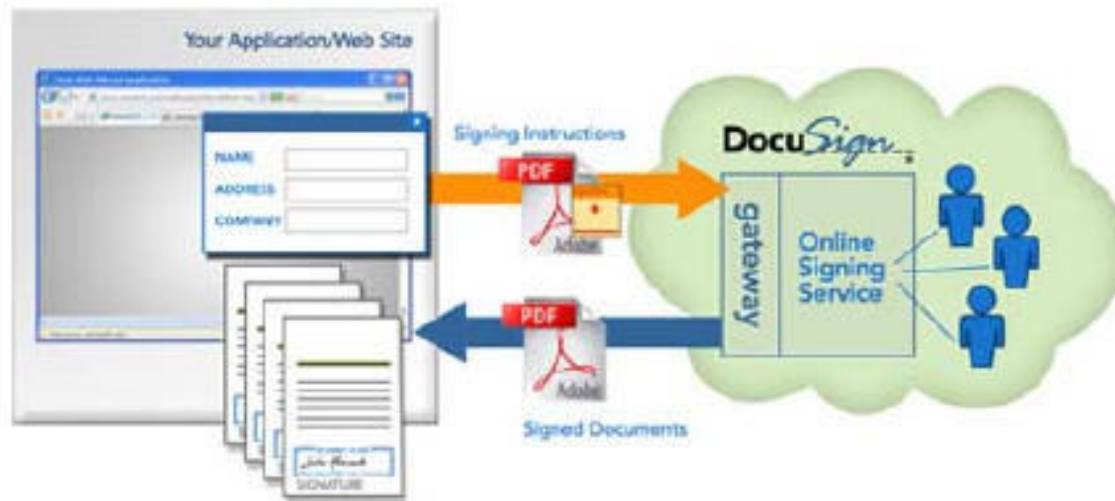 Your Application/Web Site
NAME
ADDRESS
COMPANY
Signing Instructions
PDF
Adobe
DocuSign
gateway
Online
Signing
Service
PDF
Adobe
Signed Documents
SIGNATURE